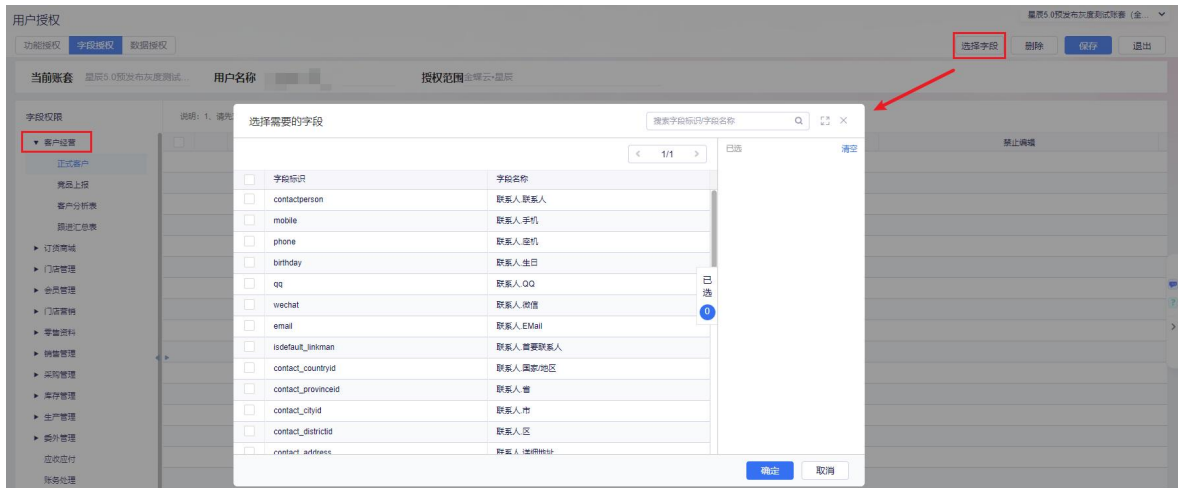 用户授权
星辰5.0预发布灰度测试账套（金...
功能授权 字段授权 数据授权
选择字段 删除 保存 退出
当前账套 星辰5.0预发布灰度测试... 用户名称 授权范围 金蝶云•星辰
字段权限
说明：1、请先
▼ 客户经营
正式客户
竞品上报
客户分析表
跟进汇总表
▶ 订货商城
▶ 门店管理
▶ 会员管理
▶ 门店营销
▶ 零售资料
▶ 销售管理
▶ 采购管理
▶ 库存管理
▶ 生产管理
▶ 委外管理
应收应付
账务处理
禁止编辑
选择需要的字段
搜索字段标识/字段名称
< 1/1 >
已选 清空
字段标识 字段名称
contactperson 联系人.联系人
mobile 联系人.手机
phone 联系人.座机
birthday 联系人.生日
qq 联系人.QQ
wechat 联系人.微信
email 联系人.EMail
isdefault_linkman 联系人.首要联系人
contact_countryid 联系人.国家/地区
contact_provinceid 联系人.省
contact_cityid 联系人.市
contact_districtid 联系人.区
contact_address 联系人.详细地址
已选
0
确定 取消